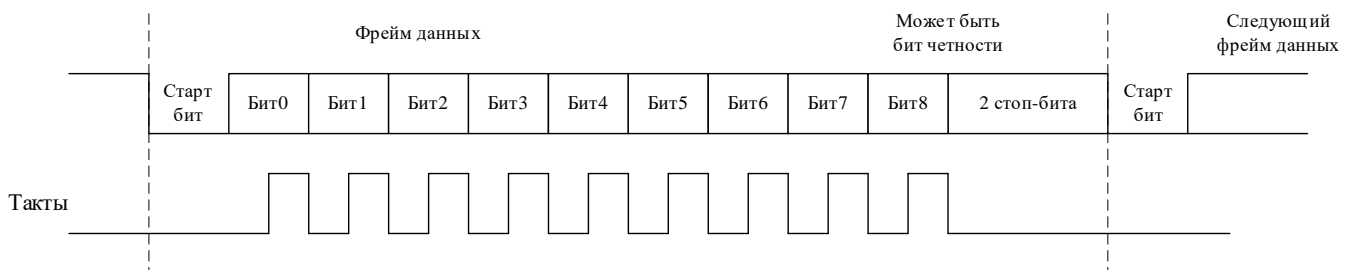 Фрейм данных
Может быть
бит четности
Следующий
фрейм данных
Старт
бит
Бит0
Бит1
Бит2
Бит3
Бит4
Бит5
Бит6
Бит7
Бит8
2 стоп-бита
Старт
бит
Такты